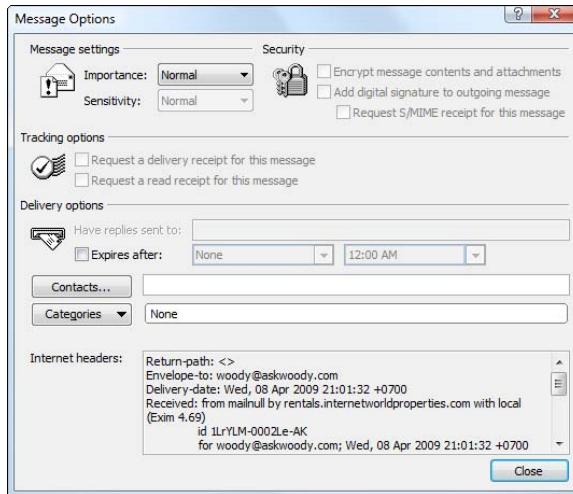 Message Options
Message settings
Security
Importance: Normal
Sensitivity: Normal
Encrypt message contents and attachments
Add digital signature to outgoing message
Request S/MIME receipt for this message
Tracking options
Request a delivery receipt for this message
Request a read receipt for this message
Delivery options
Have replies sent to:
Expires after: None 12:00 AM
Contacts...
Categories None
Internet headers:
Return-path: <>
Envelope-to: woody@askwoody.com
Delivery-date: Wed, 08 Apr 2009 21:01:32 +0700
Received: from mailnull by rentals.internetworldproperties.com with local
(Exim 4.69)
id 1LrYLM-0002Le-AK
for woody@askwoody.com; Wed, 08 Apr 2009 21:01:32 +0700
Close